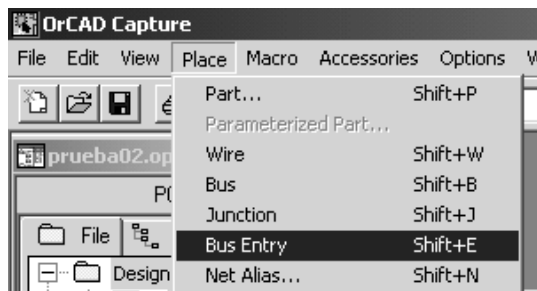 OrCAD Capture
File Edit View Place Macro Accessories Options
Part... Shift+P
Parameterized Part...
Wire Shift+W
prueba02.op
Bus Shift+B
Junction Shift+J
File
Bus Entry Shift+E
Design
Net Alias... Shift+N